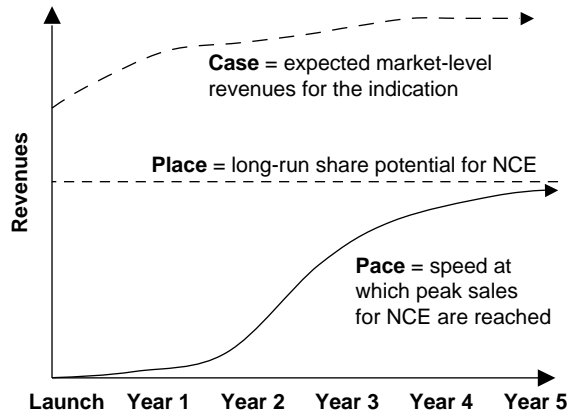 Case = expected market-level
revenues for the indication
Place = long-run share potential for NCE
Revenues
Pace = speed at
which peak sales
for NCE are reached
Launch Year 1 Year 2 Year 3 Year 4 Year 5